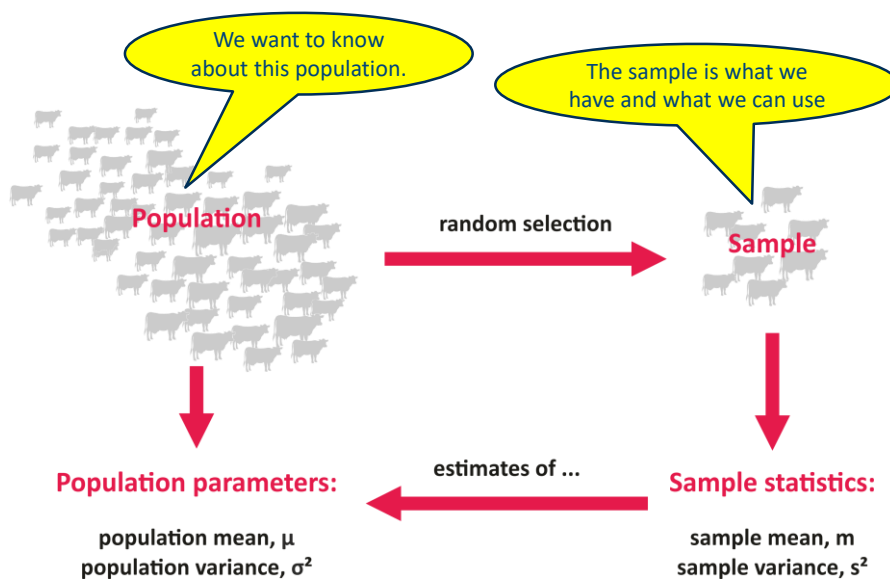 We want to know
about this population.
The sample is what we
have and what we can use
Population
random selection
Sample
estimates of ...
Population parameters:
population mean, μ
population variance, σ²
Sample statistics:
sample mean, m
sample variance, s²